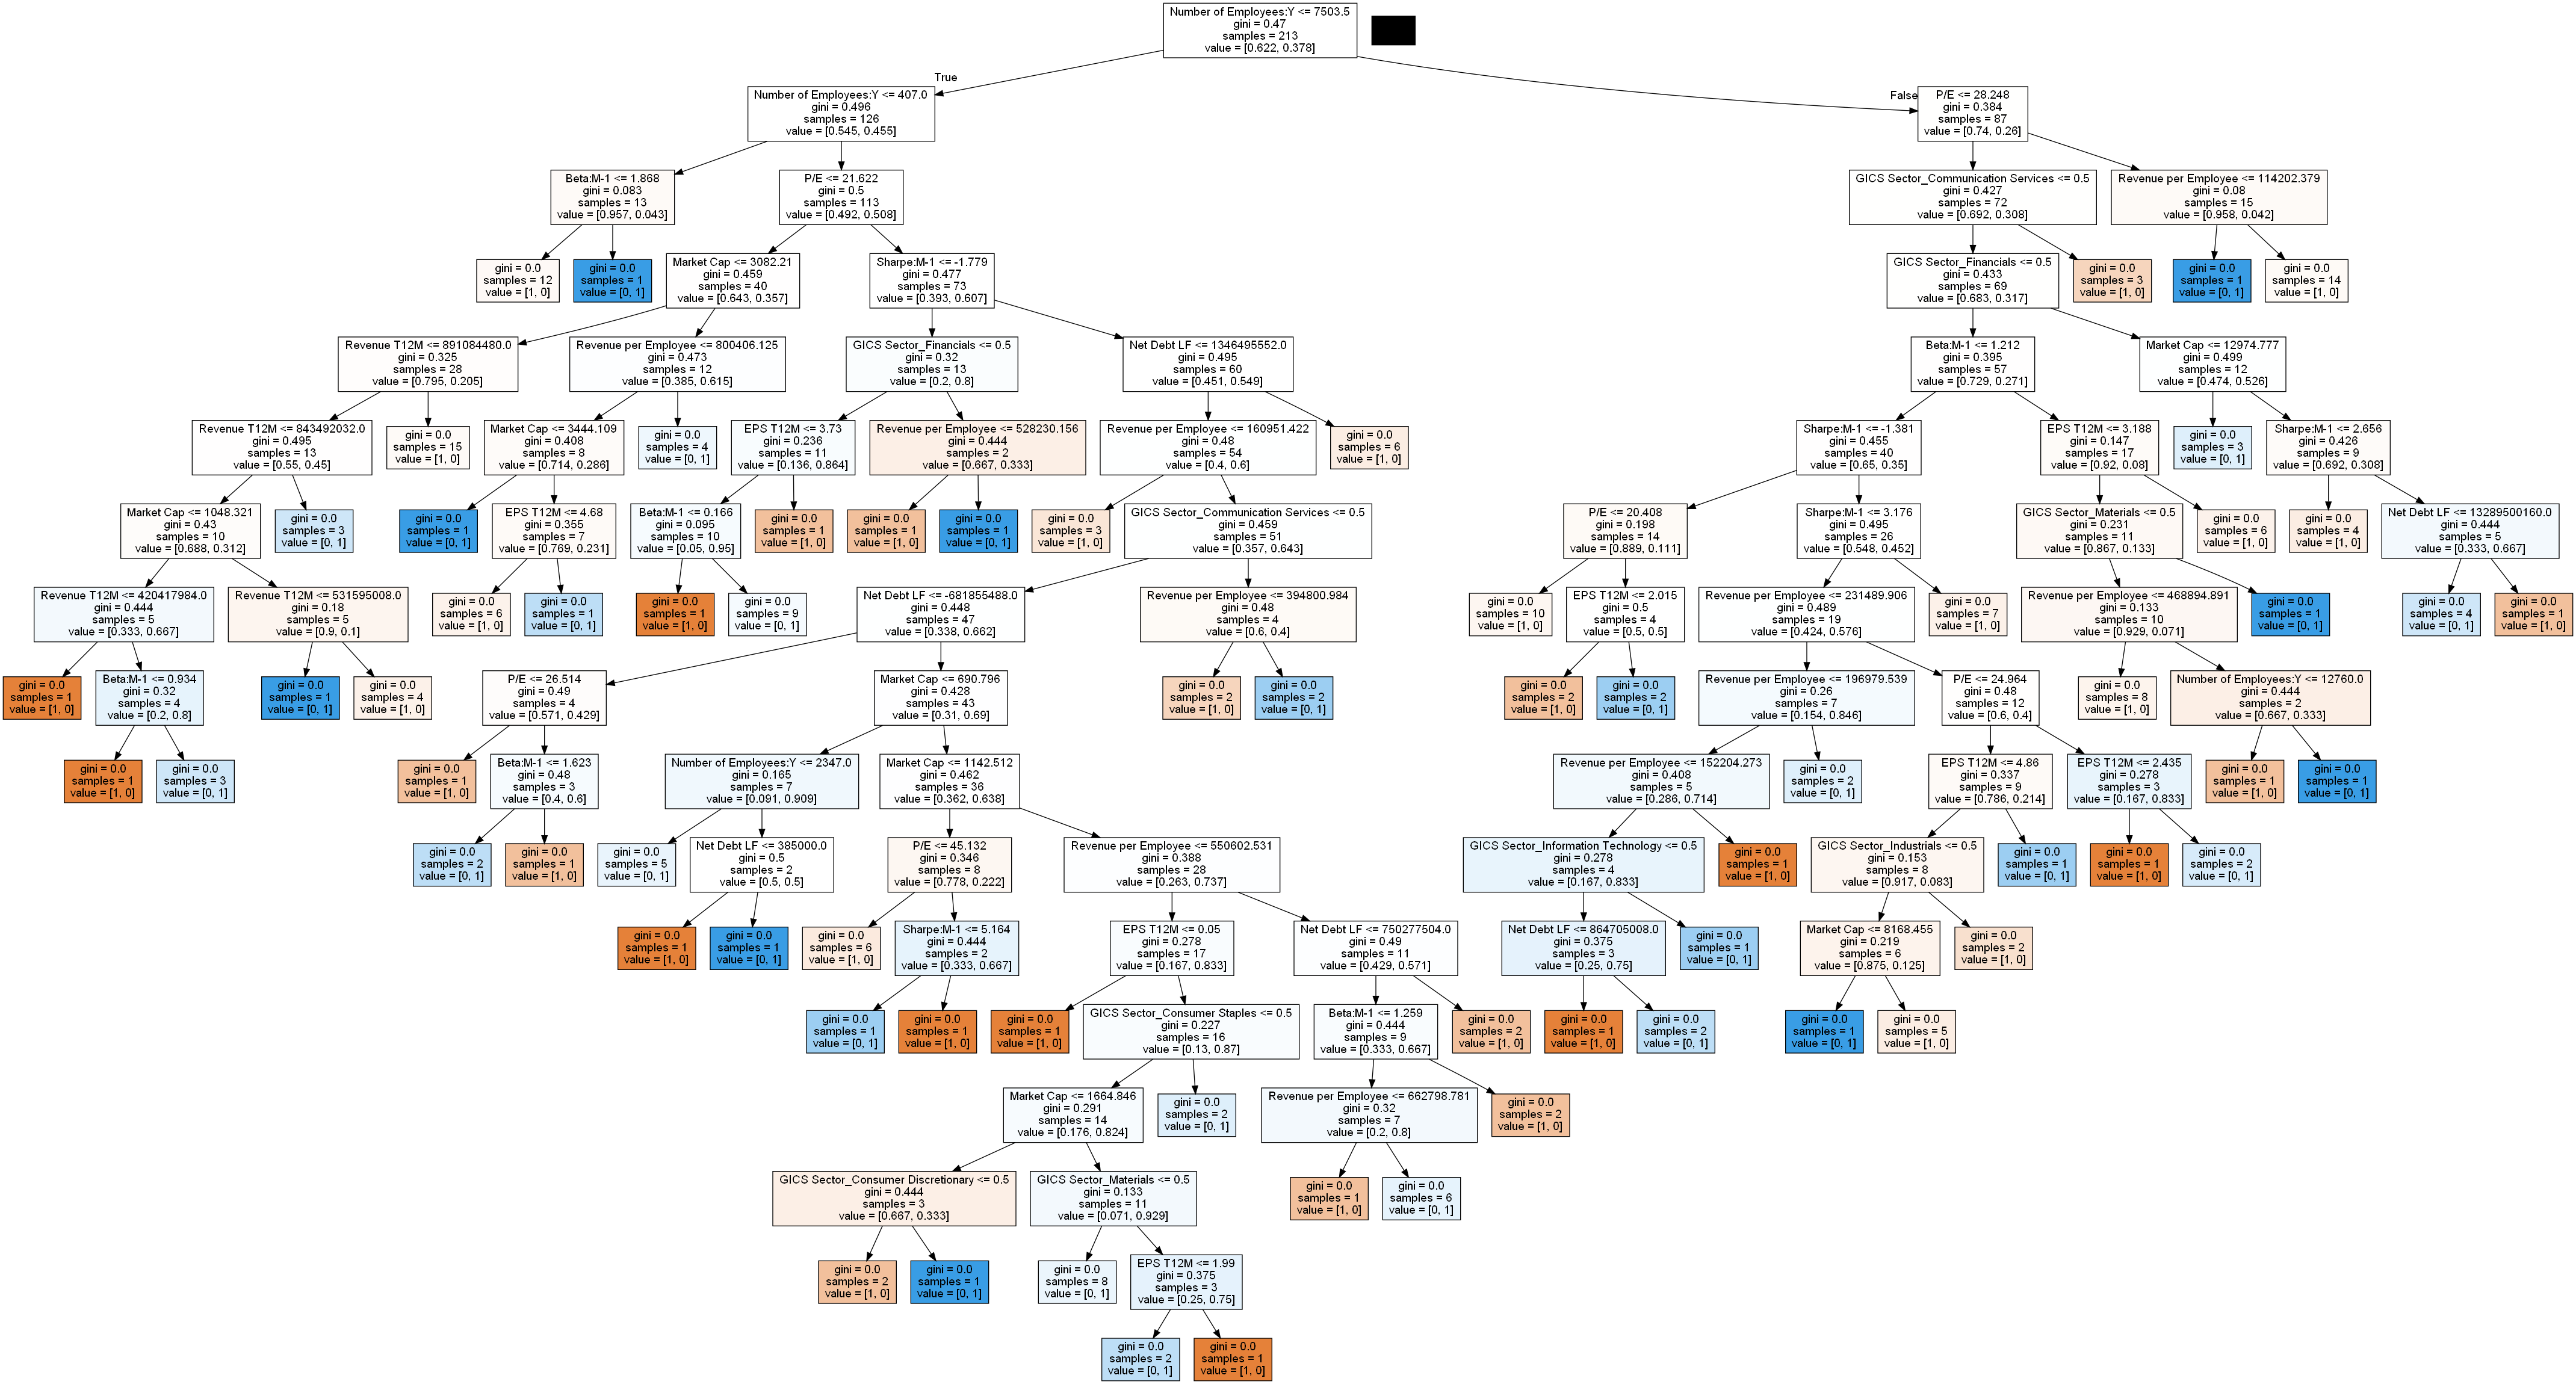 Number of Employees:Y <= 7503.5
gini = 0.47
samples = 213
value = [0.622, 0.378]
True
False
Number of Employees:Y <= 407.0
gini = 0.496
samples = 126
value = [0.545, 0.455]
P/E <= 28.248
gini = 0.384
samples = 87
value = [0.74, 0.26]
Beta:M-1 <= 1.868
gini = 0.083
samples = 13
value = [0.957, 0.043]
P/E <= 21.622
gini = 0.5
samples = 113
value = [0.492, 0.508]
GICS Sector_Communication Services <= 0.5
gini = 0.427
samples = 72
value = [0.692, 0.308]
Revenue per Employee <= 114202.379
gini = 0.08
samples = 15
value = [0.958, 0.042]
gini = 0.0
samples = 12
value = [1, 0]
gini = 0.0
samples = 1
value = [0, 1]
Market Cap <= 3082.21
gini = 0.459
samples = 40
value = [0.643, 0.357]
Sharpe:M-1 <= -1.779
gini = 0.477
samples = 73
value = [0.393, 0.607]
GICS Sector_Financials <= 0.5
gini = 0.433
samples = 69
value = [0.683, 0.317]
gini = 0.0
samples = 3
value = [1, 0]
gini = 0.0
samples = 1
value = [0, 1]
gini = 0.0
samples = 14
value = [1, 0]
Revenue T12M <= 891084480.0
gini = 0.325
samples = 28
value = [0.795, 0.205]
Revenue per Employee <= 800406.125
gini = 0.473
samples = 12
value = [0.385, 0.615]
GICS Sector_Financials <= 0.5
gini = 0.32
samples = 13
value = [0.2, 0.8]
Net Debt LF <= 1346495552.0
gini = 0.495
samples = 60
value = [0.451, 0.549]
Beta:M-1 <= 1.212
gini = 0.395
samples = 57
value = [0.729, 0.271]
Market Cap <= 12974.777
gini = 0.499
samples = 12
value = [0.474, 0.526]
Revenue T12M <= 843492032.0
gini = 0.495
samples = 13
value = [0.55, 0.45]
gini = 0.0
samples = 15
value = [1, 0]
Market Cap <= 3444.109
gini = 0.408
samples = 8
value = [0.714, 0.286]
gini = 0.0
samples = 4
value = [0, 1]
EPS T12M <= 3.73
gini = 0.236
samples = 11
value = [0.136, 0.864]
Revenue per Employee <= 528230.156
gini = 0.444
samples = 2
value = [0.667, 0.333]
Revenue per Employee <= 160951.422
gini = 0.48
samples = 54
value = [0.4, 0.6]
gini = 0.0
samples = 6
value = [1, 0]
Sharpe:M-1 <= -1.381
gini = 0.455
samples = 40
value = [0.65, 0.35]
EPS T12M <= 3.188
gini = 0.147
samples = 17
value = [0.92, 0.08]
gini = 0.0
samples = 3
value = [0, 1]
Sharpe:M-1 <= 2.656
gini = 0.426
samples = 9
value = [0.692, 0.308]
Market Cap <= 1048.321
gini = 0.43
samples = 10
value = [0.688, 0.312]
gini = 0.0
samples = 3
value = [0, 1]
gini = 0.0
samples = 1
value = [0, 1]
EPS T12M <= 4.68
gini = 0.355
samples = 7
value = [0.769, 0.231]
Beta:M-1 <= 0.166
gini = 0.095
samples = 10
value = [0.05, 0.95]
gini = 0.0
samples = 1
value = [1, 0]
gini = 0.0
samples = 1
value = [1, 0]
gini = 0.0
samples = 1
value = [0, 1]
gini = 0.0
samples = 3
value = [1, 0]
GICS Sector_Communication Services <= 0.5
gini = 0.459
samples = 51
value = [0.357, 0.643]
P/E <= 20.408
gini = 0.198
samples = 14
value = [0.889, 0.111]
Sharpe:M-1 <= 3.176
gini = 0.495
samples = 26
value = [0.548, 0.452]
GICS Sector_Materials <= 0.5
gini = 0.231
samples = 11
value = [0.867, 0.133]
gini = 0.0
samples = 6
value = [1, 0]
gini = 0.0
samples = 4
value = [1, 0]
Net Debt LF <= 13289500160.0
gini = 0.444
samples = 5
value = [0.333, 0.667]
Revenue T12M <= 420417984.0
gini = 0.444
samples = 5
value = [0.333, 0.667]
Revenue T12M <= 531595008.0
gini = 0.18
samples = 5
value = [0.9, 0.1]
gini = 0.0
samples = 6
value = [1, 0]
gini = 0.0
samples = 1
value = [0, 1]
gini = 0.0
samples = 1
value = [1, 0]
gini = 0.0
samples = 9
value = [0, 1]
Net Debt LF <= -681855488.0
gini = 0.448
samples = 47
value = [0.338, 0.662]
Revenue per Employee <= 394800.984
gini = 0.48
samples = 4
value = [0.6, 0.4]
gini = 0.0
samples = 10
value = [1, 0]
EPS T12M <= 2.015
gini = 0.5
samples = 4
value = [0.5, 0.5]
Revenue per Employee <= 231489.906
gini = 0.489
samples = 19
value = [0.424, 0.576]
gini = 0.0
samples = 7
value = [1, 0]
Revenue per Employee <= 468894.891
gini = 0.133
samples = 10
value = [0.929, 0.071]
gini = 0.0
samples = 1
value = [0, 1]
gini = 0.0
samples = 4
value = [0, 1]
gini = 0.0
samples = 1
value = [1, 0]
gini = 0.0
samples = 1
value = [1, 0]
Beta:M-1 <= 0.934
gini = 0.32
samples = 4
value = [0.2, 0.8]
gini = 0.0
samples = 1
value = [0, 1]
gini = 0.0
samples = 4
value = [1, 0]
P/E <= 26.514
gini = 0.49
samples = 4
value = [0.571, 0.429]
Market Cap <= 690.796
gini = 0.428
samples = 43
value = [0.31, 0.69]
gini = 0.0
samples = 2
value = [1, 0]
gini = 0.0
samples = 2
value = [0, 1]
gini = 0.0
samples = 2
value = [1, 0]
gini = 0.0
samples = 2
value = [0, 1]
Revenue per Employee <= 196979.539
gini = 0.26
samples = 7
value = [0.154, 0.846]
P/E <= 24.964
gini = 0.48
samples = 12
value = [0.6, 0.4]
gini = 0.0
samples = 8
value = [1, 0]
Number of Employees:Y <= 12760.0
gini = 0.444
samples = 2
value = [0.667, 0.333]
gini = 0.0
samples = 1
value = [1, 0]
gini = 0.0
samples = 3
value = [0, 1]
gini = 0.0
samples = 1
value = [1, 0]
Beta:M-1 <= 1.623
gini = 0.48
samples = 3
value = [0.4, 0.6]
Number of Employees:Y <= 2347.0
gini = 0.165
samples = 7
value = [0.091, 0.909]
Market Cap <= 1142.512
gini = 0.462
samples = 36
value = [0.362, 0.638]
Revenue per Employee <= 152204.273
gini = 0.408
samples = 5
value = [0.286, 0.714]
gini = 0.0
samples = 2
value = [0, 1]
EPS T12M <= 4.86
gini = 0.337
samples = 9
value = [0.786, 0.214]
EPS T12M <= 2.435
gini = 0.278
samples = 3
value = [0.167, 0.833]
gini = 0.0
samples = 1
value = [1, 0]
gini = 0.0
samples = 1
value = [0, 1]
gini = 0.0
samples = 2
value = [0, 1]
gini = 0.0
samples = 1
value = [1, 0]
gini = 0.0
samples = 5
value = [0, 1]
Net Debt LF <= 385000.0
gini = 0.5
samples = 2
value = [0.5, 0.5]
P/E <= 45.132
gini = 0.346
samples = 8
value = [0.778, 0.222]
Revenue per Employee <= 550602.531
gini = 0.388
samples = 28
value = [0.263, 0.737]
GICS Sector_Information Technology <= 0.5
gini = 0.278
samples = 4
value = [0.167, 0.833]
gini = 0.0
samples = 1
value = [1, 0]
GICS Sector_Industrials <= 0.5
gini = 0.153
samples = 8
value = [0.917, 0.083]
gini = 0.0
samples = 1
value = [0, 1]
gini = 0.0
samples = 1
value = [1, 0]
gini = 0.0
samples = 2
value = [0, 1]
gini = 0.0
samples = 1
value = [1, 0]
gini = 0.0
samples = 1
value = [0, 1]
gini = 0.0
samples = 6
value = [1, 0]
Sharpe:M-1 <= 5.164
gini = 0.444
samples = 2
value = [0.333, 0.667]
EPS T12M <= 0.05
gini = 0.278
samples = 17
value = [0.167, 0.833]
Net Debt LF <= 750277504.0
gini = 0.49
samples = 11
value = [0.429, 0.571]
Net Debt LF <= 864705008.0
gini = 0.375
samples = 3
value = [0.25, 0.75]
gini = 0.0
samples = 1
value = [0, 1]
Market Cap <= 8168.455
gini = 0.219
samples = 6
value = [0.875, 0.125]
gini = 0.0
samples = 2
value = [1, 0]
gini = 0.0
samples = 1
value = [0, 1]
gini = 0.0
samples = 1
value = [1, 0]
gini = 0.0
samples = 1
value = [1, 0]
GICS Sector_Consumer Staples <= 0.5
gini = 0.227
samples = 16
value = [0.13, 0.87]
Beta:M-1 <= 1.259
gini = 0.444
samples = 9
value = [0.333, 0.667]
gini = 0.0
samples = 2
value = [1, 0]
gini = 0.0
samples = 1
value = [1, 0]
gini = 0.0
samples = 2
value = [0, 1]
gini = 0.0
samples = 1
value = [0, 1]
gini = 0.0
samples = 5
value = [1, 0]
Market Cap <= 1664.846
gini = 0.291
samples = 14
value = [0.176, 0.824]
gini = 0.0
samples = 2
value = [0, 1]
Revenue per Employee <= 662798.781
gini = 0.32
samples = 7
value = [0.2, 0.8]
gini = 0.0
samples = 2
value = [1, 0]
GICS Sector_Consumer Discretionary <= 0.5
gini = 0.444
samples = 3
value = [0.667, 0.333]
GICS Sector_Materials <= 0.5
gini = 0.133
samples = 11
value = [0.071, 0.929]
gini = 0.0
samples = 1
value = [1, 0]
gini = 0.0
samples = 6
value = [0, 1]
gini = 0.0
samples = 2
value = [1, 0]
gini = 0.0
samples = 1
value = [0, 1]
gini = 0.0
samples = 8
value = [0, 1]
EPS T12M <= 1.99
gini = 0.375
samples = 3
value = [0.25, 0.75]
gini = 0.0
samples = 2
value = [0, 1]
gini = 0.0
samples = 1
value = [1, 0]